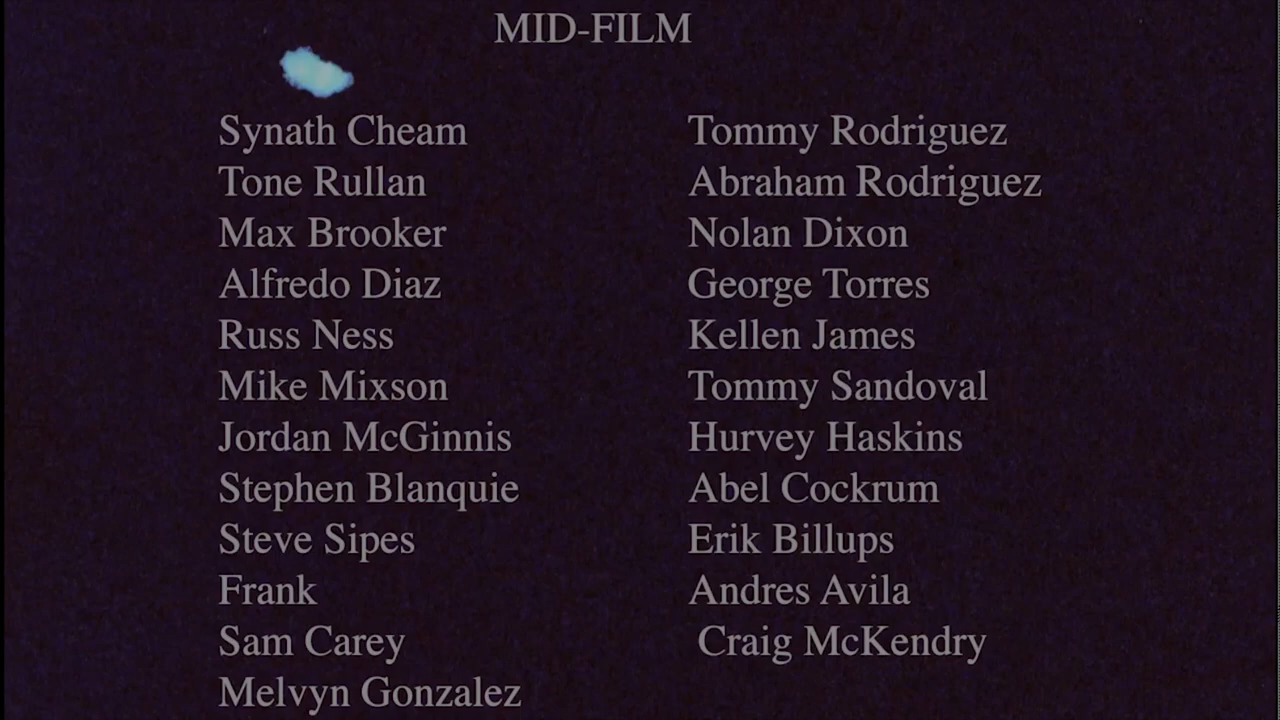 MID-FILM
Synath Cheam
Tone Rullan
Max Brooker
Alfredo Diaz
Russ Ness
Mike Mixson
Jordan McGinnis
Stephen Blanquie
Steve Sipes
Frank
Sam Carey
Melvyn Gonzalez
Tommy Rodriguez
Abraham Rodriguez
Nolan Dixon
George Torres
Kellen James
Tommy Sandoval
Hurvey Haskins
Abel Cockrum
Erik Billups
Andres Avila
Craig McKendry